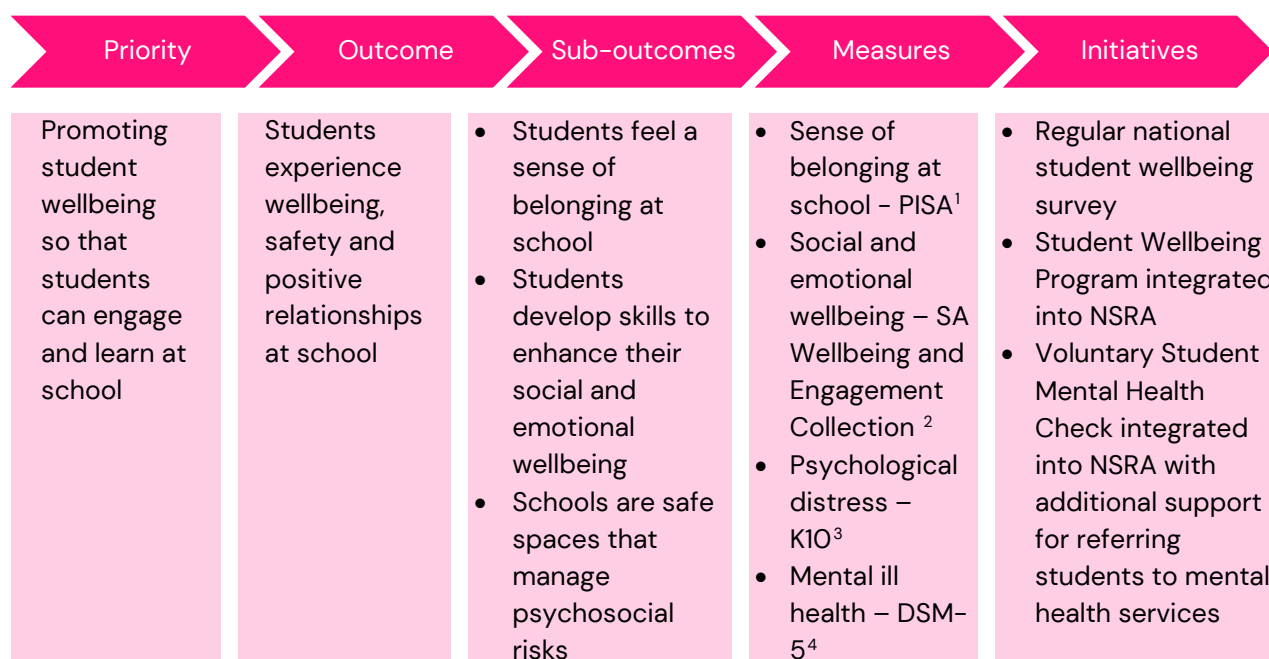 Priority
Outcome
Sub-outcomes
Measures
Initiatives
Promoting
student
wellbeing
so that
students
can engage
and learn at
school
Students
experience
wellbeing,
safety and
positive
relationships
at school
• Students feel a
sense of
belonging at
school
• Students
develop skills to
enhance their
social and
emotional
wellbeing
• Schools are safe
spaces that
manage
psychosocial
risks
• Sense of
belonging at
school - PISA¹
• Social and
emotional
wellbeing – SA
Wellbeing and
Engagement
Collection ²
• Psychological
distress –
K10³
• Mental ill
health – DSM-
5⁴
• Regular national
student wellbeing
survey
• Student Wellbeing
Program integrated
into NSRA
• Voluntary Student
Mental Health
Check integrated
into NSRA with
additional support
for referring
students to mental
health services